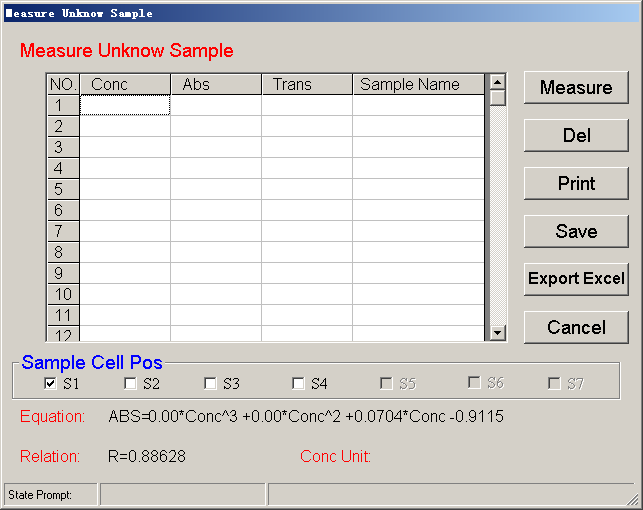 Measure Unknow Sample
Measure Unknow Sample
NO. Conc Abs Trans Sample Name
1
2
3
4
5
6
7
8
9
10
11
12
Measure
Del
Print
Save
Export Excel
Cancel
Sample Cell Pos
S1 S2 S3 S4 S5 S6 S7
Equation: ABS=0.00*Conc^3 +0.00*Conc^2 +0.0704*Conc -0.9115
Relation: R=0.88628 Conc Unit:
State Prompt: